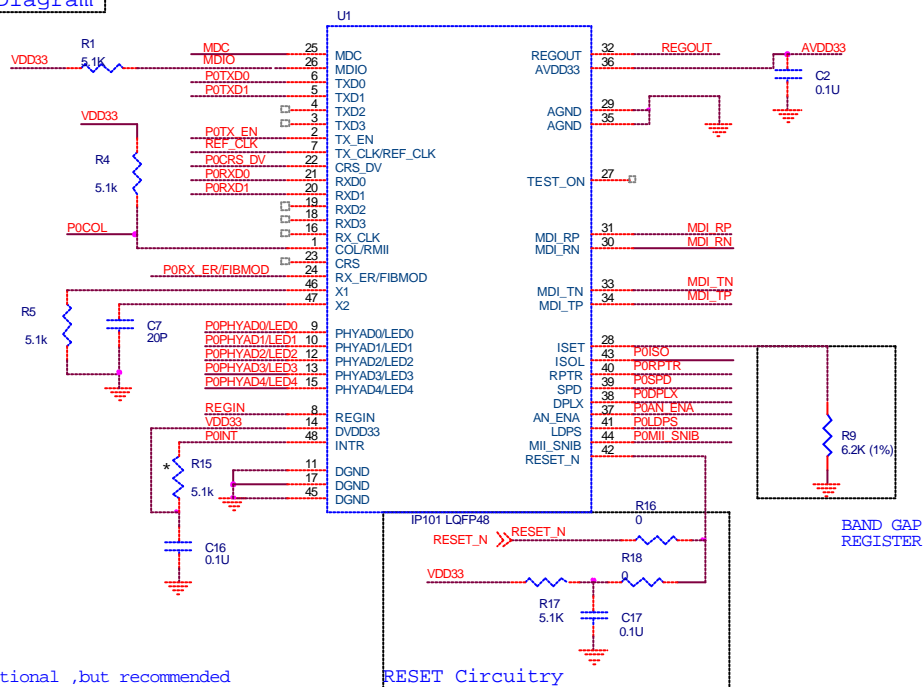 Diagram
U1
R1
5.1K
VDD33
MDC 25 MDC
MDIO 26 MDIO
P0TXD0 6 TXD0
P0TXD1 5 TXD1
4 TXD2
3 TXD3
P0TX_EN 2 TX_EN
REF_CLK 7 TX_CLK/REF_CLK
P0CRS_DV 22 CRS_DV
P0RXD0 21 RXD0
P0RXD1 20 RXD1
19 RXD2
18 RXD3
16 RX_CLK
P0COL 1 COL/RMII
23 CRS
P0RX_ER/FIBMOD 24 RX_ER/FIBMOD
46 X1
47 X2
VDD33
R4
5.1k
R5
5.1k
C7
20P
P0PHYAD0/LED0 9 PHYAD0/LED0
P0PHYAD1/LED1 10 PHYAD1/LED1
P0PHYAD2/LED2 12 PHYAD2/LED2
P0PHYAD3/LED3 13 PHYAD3/LED3
P0PHYAD4/LED4 15 PHYAD4/LED4
REGIN 8 REGIN
VDD33 14 DVDD33
P0INT 48 INTR
11 DGND
17 DGND
45 DGND
* R15
5.1k
C16
0.1U
REGOUT 32 REGOUT
AVDD33 36 AVDD33
C2
0.1U
AGND 29
AGND 35
TEST_ON 27
MDI_RP 31 MDI_RP
MDI_RN 30 MDI_RN
MDI_TN 33 MDI_TN
MDI_TP 34 MDI_TP
ISET 28
ISOL 43 P0ISO
RPTR 40 P0RPTR
SPD 39 P0SPD
DPLX 38 P0DPLX
AN_ENA 37 P0AN_ENA
LDPS 41 P0LDPS
MII_SNIB 44 P0MII_SNIB
RESET_N 42
R9
6.2K (1%)
BAND GAP
REGISTER
IP101 LQFP48
RESET_N RESET_N
R16
0
VDD33
R18
0
R17
5.1K
C17
0.1U
RESET Circuitry
tional ,but recommended